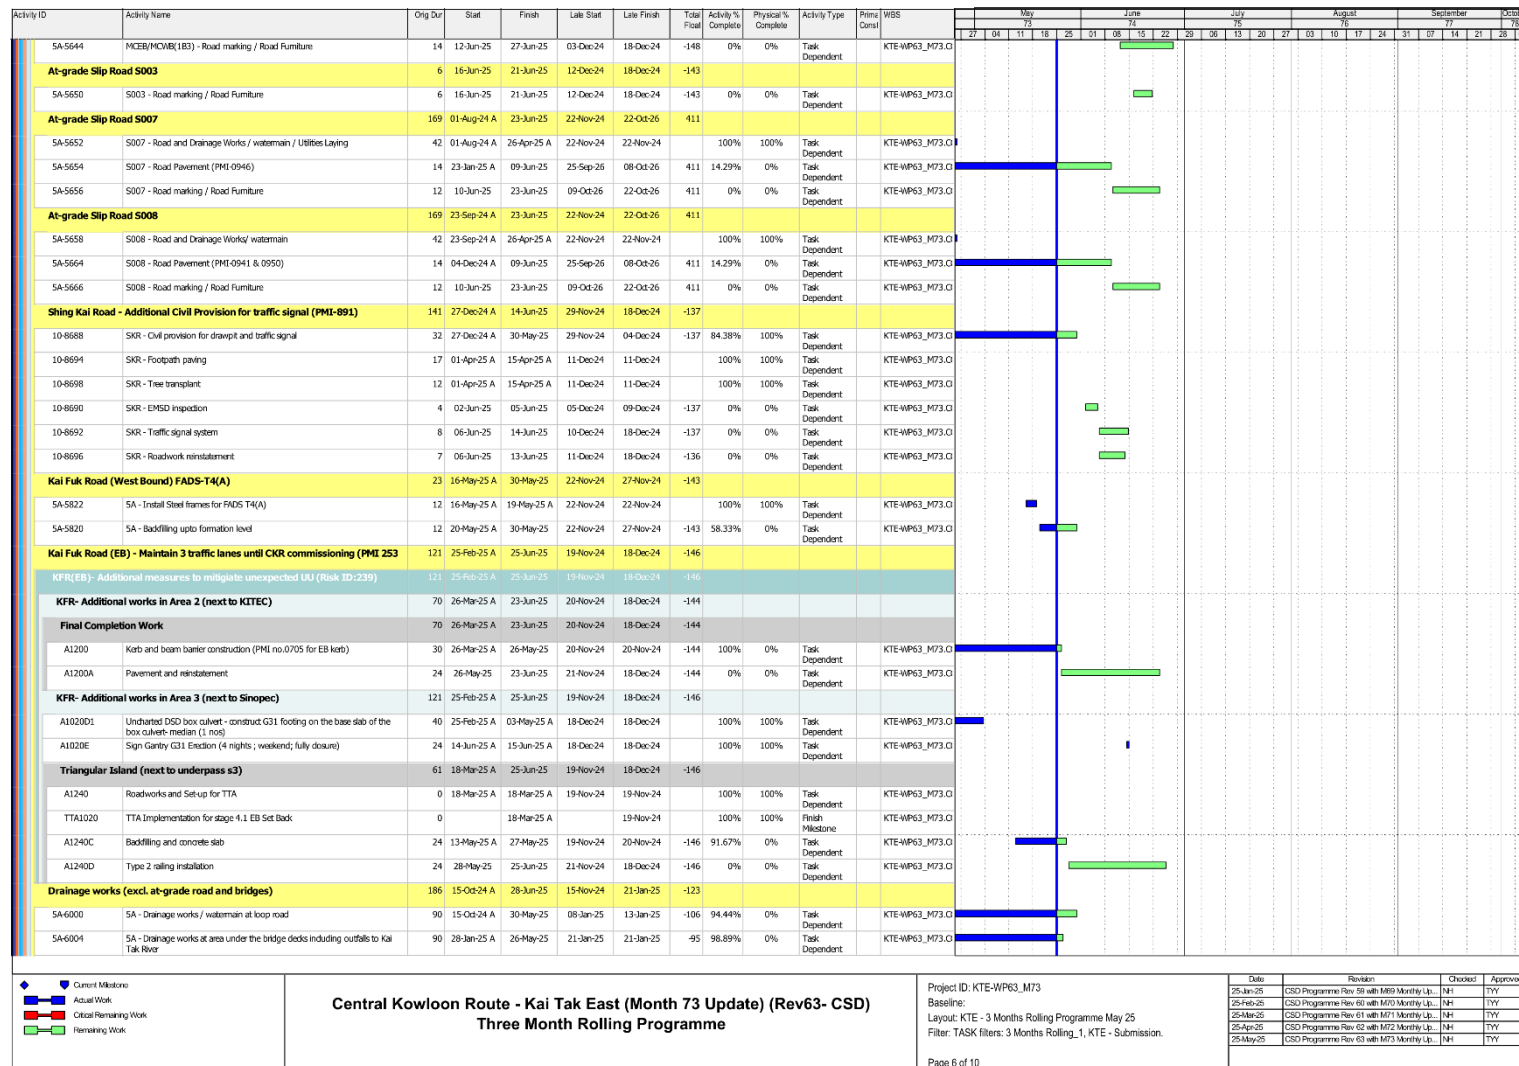 Activity ID Activity Name Orig Dur Start Finish Late Start Late Finish Total Float Activity % Complete Physical % Complete Activity Type Prima Const WBS
May June July August September Octo
73 74 75 76 77 78
27 04 11 18 25 01 08 15 22 29 06 13 20 27 03 10 17 24 31 07 14 21 28
5A-5644 MCEB/MCWB(1B3) - Road marking / Road Furniture 14 12-Jun-25 27-Jun-25 03-Dec-24 18-Dec-24 -148 0% 0% Task Dependent KTE-WP63_M73.CI
At-grade Slip Road S003 6 16-Jun-25 21-Jun-25 12-Dec-24 18-Dec-24 -143
5A-5650 S003 - Road marking / Road Furniture 6 16-Jun-25 21-Jun-25 12-Dec-24 18-Dec-24 -143 0% 0% Task Dependent KTE-WP63_M73.CI
At-grade Slip Road S007 169 01-Aug-24 A 23-Jun-25 22-Nov-24 22-Oct-26 411
5A-5652 S007 - Road and Drainage Works / watermain / Utilities Laying 42 01-Aug-24 A 26-Apr-25 A 22-Nov-24 22-Nov-24 100% 100% Task Dependent KTE-WP63_M73.CI
5A-5654 S007 - Road Pavement (PMI-0946) 14 23-Jan-25 A 09-Jun-25 25-Sep-26 08-Oct-26 411 14.29% 0% Task Dependent KTE-WP63_M73.CI
5A-5656 S007 - Road marking / Road Furniture 12 10-Jun-25 23-Jun-25 09-Oct-26 22-Oct-26 411 0% 0% Task Dependent KTE-WP63_M73.CI
At-grade Slip Road S008 169 23-Sep-24 A 23-Jun-25 22-Nov-24 22-Oct-26 411
5A-5658 S008 - Road and Drainage Works/ watermain 42 23-Sep-24 A 26-Apr-25 A 22-Nov-24 22-Nov-24 100% 100% Task Dependent KTE-WP63_M73.CI
5A-5664 S008 - Road Pavement (PMI-0941 & 0950) 14 04-Dec-24 A 09-Jun-25 25-Sep-26 08-Oct-26 411 14.29% 0% Task Dependent KTE-WP63_M73.CI
5A-5666 S008 - Road marking / Road Furniture 12 10-Jun-25 23-Jun-25 09-Oct-26 22-Oct-26 411 0% 0% Task Dependent KTE-WP63_M73.CI
Shing Kai Road - Additional Civil Provision for traffic signal (PMI-891) 141 27-Dec-24 A 14-Jun-25 29-Nov-24 18-Dec-24 -137
10-8688 SKR - Civil provision for drawpit and traffic signal 32 27-Dec-24 A 30-May-25 29-Nov-24 04-Dec-24 -137 84.38% 100% Task Dependent KTE-WP63_M73.CI
10-8694 SKR - Footpath paving 17 01-Apr-25 A 15-Apr-25 A 11-Dec-24 11-Dec-24 100% 100% Task Dependent KTE-WP63_M73.CI
10-8698 SKR - Tree transplant 12 01-Apr-25 A 15-Apr-25 A 11-Dec-24 11-Dec-24 100% 100% Task Dependent KTE-WP63_M73.CI
10-8690 SKR - EMSD inspection 4 02-Jun-25 05-Jun-25 05-Dec-24 09-Dec-24 -137 0% 0% Task Dependent KTE-WP63_M73.CI
10-8692 SKR - Traffic signal system 8 06-Jun-25 14-Jun-25 10-Dec-24 18-Dec-24 -137 0% 0% Task Dependent KTE-WP63_M73.CI
10-8696 SKR - Roadwork reinstatement 7 06-Jun-25 13-Jun-25 11-Dec-24 18-Dec-24 -136 0% 0% Task Dependent KTE-WP63_M73.CI
Kai Fuk Road (West Bound) FADS-T4(A) 23 16-May-25 A 30-May-25 22-Nov-24 27-Nov-24 -143
5A-5822 5A - Install Steel frames for FADS T4(A) 12 16-May-25 A 19-May-25 A 22-Nov-24 22-Nov-24 100% 100% Task Dependent KTE-WP63_M73.CI
5A-5820 5A - Backfilling upto formation level 12 20-May-25 A 30-May-25 22-Nov-24 27-Nov-24 -143 58.33% 0% Task Dependent KTE-WP63_M73.CI
Kai Fuk Road (EB) - Maintain 3 traffic lanes until CKR commissioning (PMI 253 121 25-Feb-25 A 25-Jun-25 19-Nov-24 18-Dec-24 -146
KFR(EB)- Additional measures to mitigiate unexpected UU (Risk ID:239) 121 25-Feb-25 A 25-Jun-25 19-Nov-24 18-Dec-24 -146
KFR- Additional works in Area 2 (next to KITEC) 70 26-Mar-25 A 23-Jun-25 20-Nov-24 18-Dec-24 -144
Final Completion Work 70 26-Mar-25 A 23-Jun-25 20-Nov-24 18-Dec-24 -144
A1200 Kerb and beam barrier construction (PMI no.0705 for EB kerb) 30 26-Mar-25 A 26-May-25 20-Nov-24 20-Nov-24 -144 100% 0% Task Dependent KTE-WP63_M73.CI
A1200A Pavement and reinstatement 24 26-May-25 23-Jun-25 21-Nov-24 18-Dec-24 -144 0% 0% Task Dependent KTE-WP63_M73.CI
KFR- Additional works in Area 3 (next to Sinopec) 121 25-Feb-25 A 25-Jun-25 19-Nov-24 18-Dec-24 -146
A1020D1 Uncharted DSD box culvert - construct G31 footing on the base slab of the box culvert- median (1 nos) 40 25-Feb-25 A 03-May-25 A 18-Dec-24 18-Dec-24 100% 100% Task Dependent KTE-WP63_M73.CI
A1020E Sign Gantry G31 Erection (4 nights ; weekend; fully closure) 24 14-Jun-25 A 15-Jun-25 A 18-Dec-24 18-Dec-24 100% 100% Task Dependent KTE-WP63_M73.CI
Triangular Island (next to underpass s3) 61 18-Mar-25 A 25-Jun-25 19-Nov-24 18-Dec-24 -146
A1240 Roadworks and Set-up for TTA 0 18-Mar-25 A 18-Mar-25 A 19-Nov-24 19-Nov-24 100% 100% Task Dependent KTE-WP63_M73.CI
TTA1020 TTA Implementation for stage 4.1 EB Set Back 0 18-Mar-25 A 19-Nov-24 100% 100% Finish Milestone KTE-WP63_M73.CI
A1240C Backfilling and concrete slab 24 13-May-25 A 27-May-25 19-Nov-24 20-Nov-24 -146 91.67% 0% Task Dependent KTE-WP63_M73.CI
A1240D Type 2 railing installation 24 28-May-25 25-Jun-25 21-Nov-24 18-Dec-24 -146 0% 0% Task Dependent KTE-WP63_M73.CI
Drainage works (excl. at-grade road and bridges) 186 15-Oct-24 A 28-Jun-25 15-Nov-24 21-Jan-25 -123
5A-6000 5A - Drainage works / watermain at loop road 90 15-Oct-24 A 30-May-25 08-Jan-25 13-Jan-25 -106 94.44% 0% Task Dependent KTE-WP63_M73.CI
5A-6004 5A - Drainage works at area under the bridge decks including outfalls to Kai Tak River 90 28-Jan-25 A 26-May-25 21-Jan-25 21-Jan-25 -95 98.89% 0% Task Dependent KTE-WP63_M73.CI
Current Milestone
Actual Work
Critical Remaining Work
Remaining Work
Central Kowloon Route - Kai Tak East (Month 73 Update) (Rev63- CSD)
Three Month Rolling Programme
Project ID: KTE-WP63_M73
Baseline:
Layout: KTE - 3 Months Rolling Programme May 25
Filter: TASK filters: 3 Months Rolling_1, KTE - Submission.
Page 6 of 10
Date Revision Checked Approved
25-Jan-25 CSD Programme Rev 59 with M69 Monthly Up... NH TYY
25-Feb-25 CSD Programme Rev 60 with M70 Monthly Up... NH TYY
25-Mar-25 CSD Programme Rev 61 with M71 Monthly Up... NH TYY
25-Apr-25 CSD Programme Rev 62 with M72 Monthly Up... NH TYY
25-May-25 CSD Programme Rev 63 with M73 Monthly Up... NH TYY